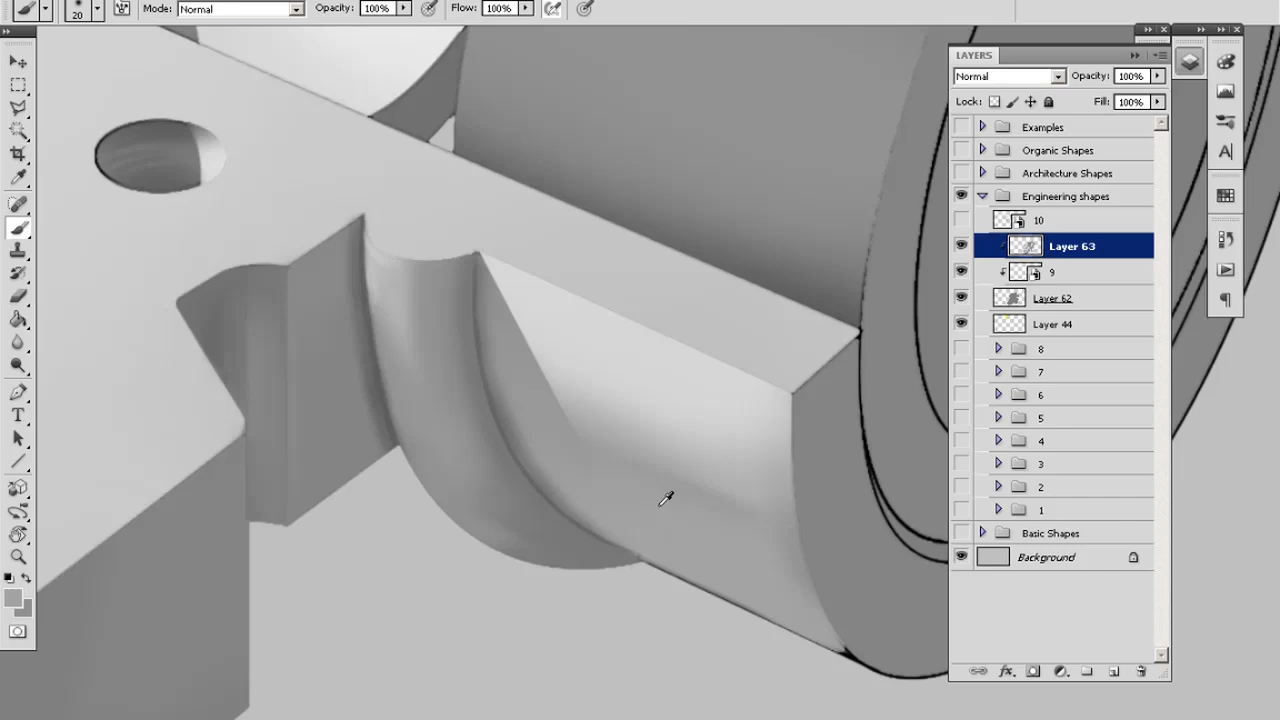 Mode: Normal Opacity: 100% Flow: 100%
20
LAYERS
Normal Opacity: 100%
Lock: Fill: 100%
Examples
Organic Shapes
Architecture Shapes
Engineering shapes
10
Layer 63
9
Layer 62
Layer 44
8
7
6
5
4
3
2
1
Basic Shapes
Background